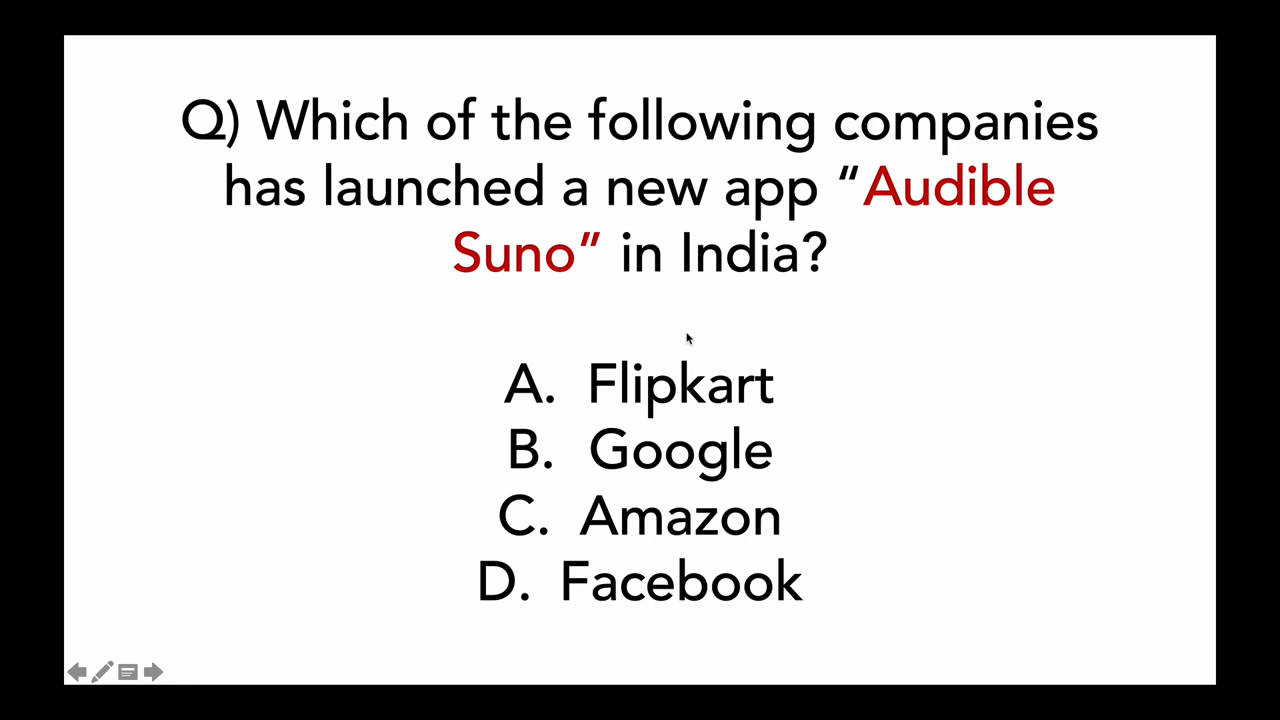 Q) Which of the following companies
has launched a new app “Audible
Suno” in India?
A. Flipkart
B. Google
C. Amazon
D. Facebook